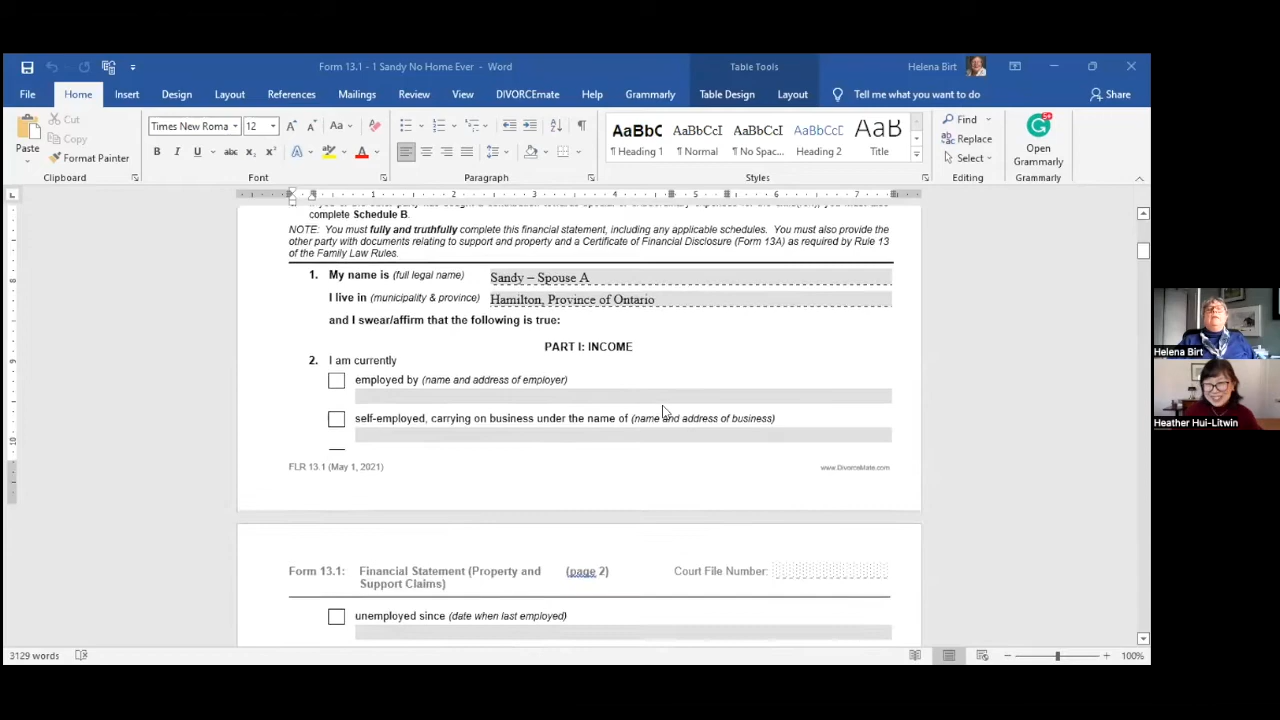 Form 13.1 - 1 Sandy No Home Ever - Word
Table Tools
Helena Birt
File Home Insert Design Layout References Mailings Review View DIVORCEmate Help Grammarly Table Design Layout Tell me what you want to do Share
Paste
Cut
Copy
Format Painter
Clipboard
Times New Roma 12
Font
Paragraph
AaBbC AaBbCcI AaBbCcI AaBbCcI AaB
¶ Heading 1 ¶ Normal ¶ No Spac... Heading 2 Title
Styles
Find
Replace
Select
Editing
Open
Grammarly
Grammarly
1 2 3 4 5 6 7
complete Schedule B.
NOTE: You must fully and truthfully complete this financial statement, including any applicable schedules. You must also provide the
other party with documents relating to support and property and a Certificate of Financial Disclosure (Form 13A) as required by Rule 13
of the Family Law Rules.
1. My name is (full legal name) Sandy – Spouse A
I live in (municipality & province) Hamilton, Province of Ontario
and I swear/affirm that the following is true:
PART I: INCOME
2. I am currently
employed by (name and address of employer)
self-employed, carrying on business under the name of (name and address of business)
FLR 13.1 (May 1, 2021) www.DivorceMate.com
Form 13.1: Financial Statement (Property and (page 2) Court File Number:
Support Claims)
unemployed since (date when last employed)
3129 words
100%
Helena Birt
Heather Hui-Litwin